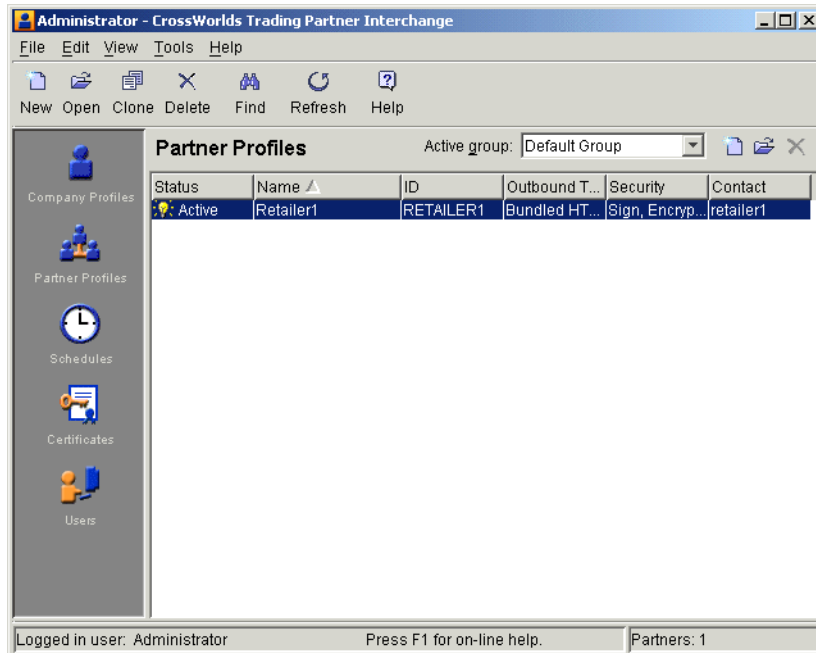 Administrator - CrossWorlds Trading Partner Interchange
File Edit View Tools Help
New Open Clone Delete Find Refresh Help
Partner Profiles Active group: Default Group
Company Profiles
Partner Profiles
Schedules
Certificates
Users
Status Name ID Outbound T... Security Contact
Active Retailer1 RETAILER1 Bundled HT... Sign, Encryp... retailer1
Logged in user: Administrator Press F1 for on-line help. Partners: 1